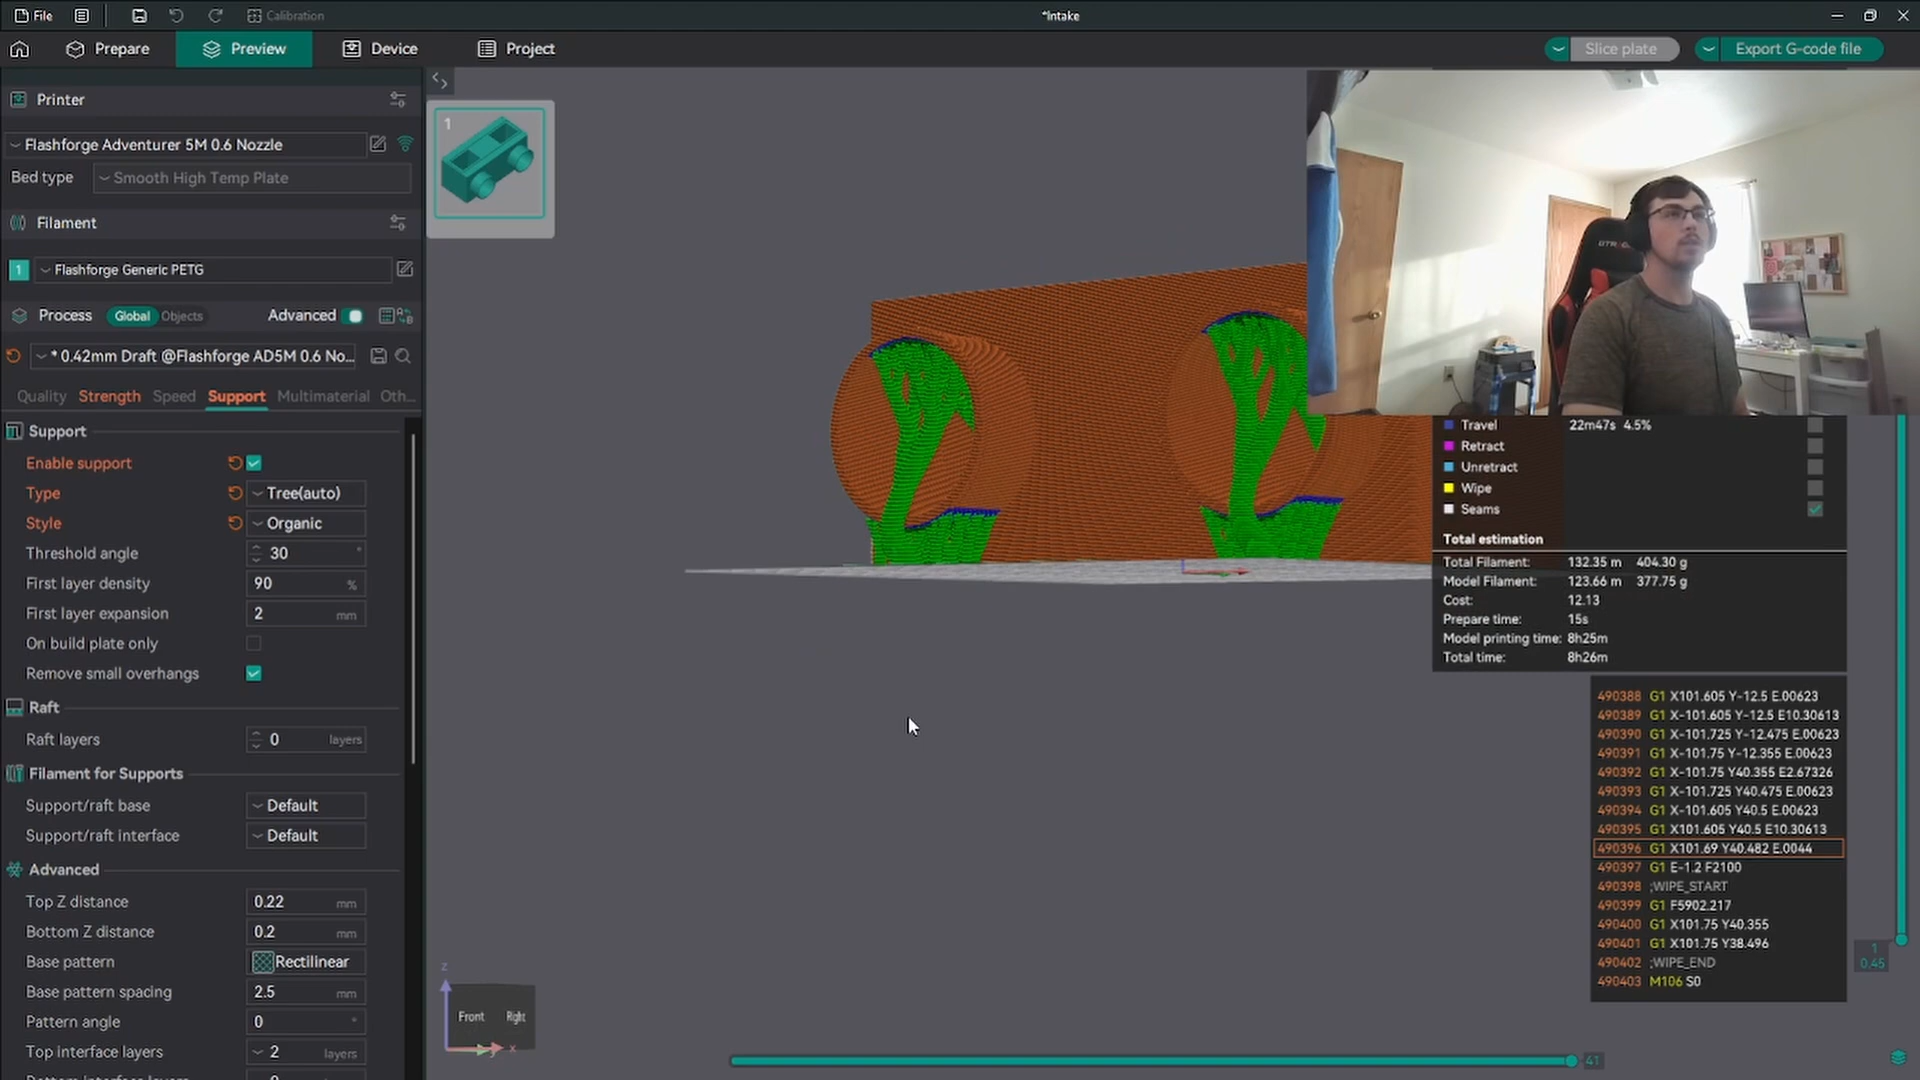 File
Calibration
*Intake
Prepare
Preview
Device
Project
Slice plate
Export G-code file
Printer
Flashforge Adventurer 5M 0.6 Nozzle
Bed type
Smooth High Temp Plate
Filament
1
Flashforge Generic PETG
Process
Global
Objects
Advanced
* 0.42mm Draft @Flashforge AD5M 0.6 No...
Quality
Strength
Speed
Support
Multimaterial
Oth...
Support
Enable support
Type
Tree(auto)
Style
Organic
Threshold angle
30
°
First layer density
90
%
First layer expansion
2
mm
On build plate only
Remove small overhangs
Raft
Raft layers
0
layers
Filament for Supports
Support/raft base
Default
Support/raft interface
Default
Advanced
Top Z distance
0.22
mm
Bottom Z distance
0.2
mm
Base pattern
Rectilinear
Base pattern spacing
2.5
mm
Pattern angle
0
°
Top interface layers
2
layers
1
Travel 22m47s 4.5%
Retract
Unretract
Wipe
Seams
Total estimation
Total Filament: 132.35 m 404.30 g
Model Filament: 123.66 m 377.75 g
Cost: 12.13
Prepare time: 15s
Model printing time: 8h25m
Total time: 8h26m
490388 G1 X101.605 Y-12.5 E.00623
490389 G1 X-101.605 Y-12.5 E10.30613
490390 G1 X-101.725 Y-12.475 E.00623
490391 G1 X-101.75 Y-12.355 E.00623
490392 G1 X-101.75 Y40.355 E2.67326
490393 G1 X-101.725 Y40.475 E.00623
490394 G1 X-101.605 Y40.5 E.00623
490395 G1 X101.605 Y40.5 E10.30613
490396 G1 X101.69 Y40.482 E.0044
490397 G1 E-1.2 F2100
490398 ;WIPE_START
490399 G1 F5902.217
490400 G1 X101.75 Y40.355
490401 G1 X101.75 Y38.496
490402 ;WIPE_END
490403 M106 S0
1
0.45
z
Front
Right
y
x
41